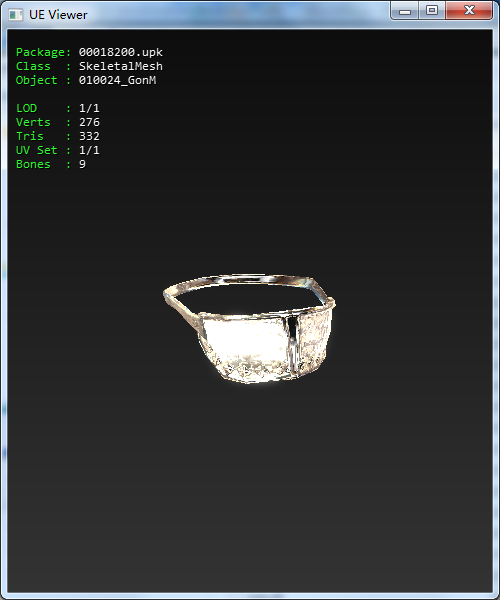 UE Viewer
Package: 00018200.upk
Class : SkeletalMesh
Object : 010024_GonM
LOD : 1/1
Verts : 276
Tris : 332
UV Set : 1/1
Bones : 9